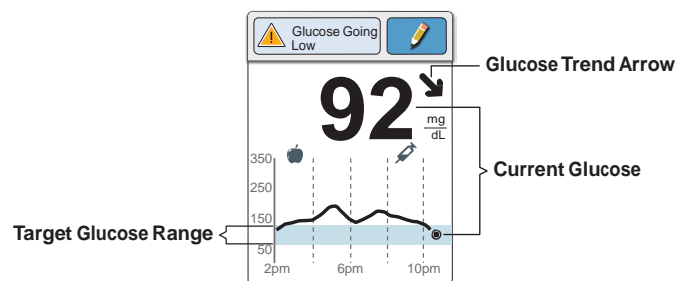 Glucose Going
Low
Glucose Trend Arrow
92
mg
dL
Current Glucose
350
250
150
50
Target Glucose Range
2pm
6pm
10pm